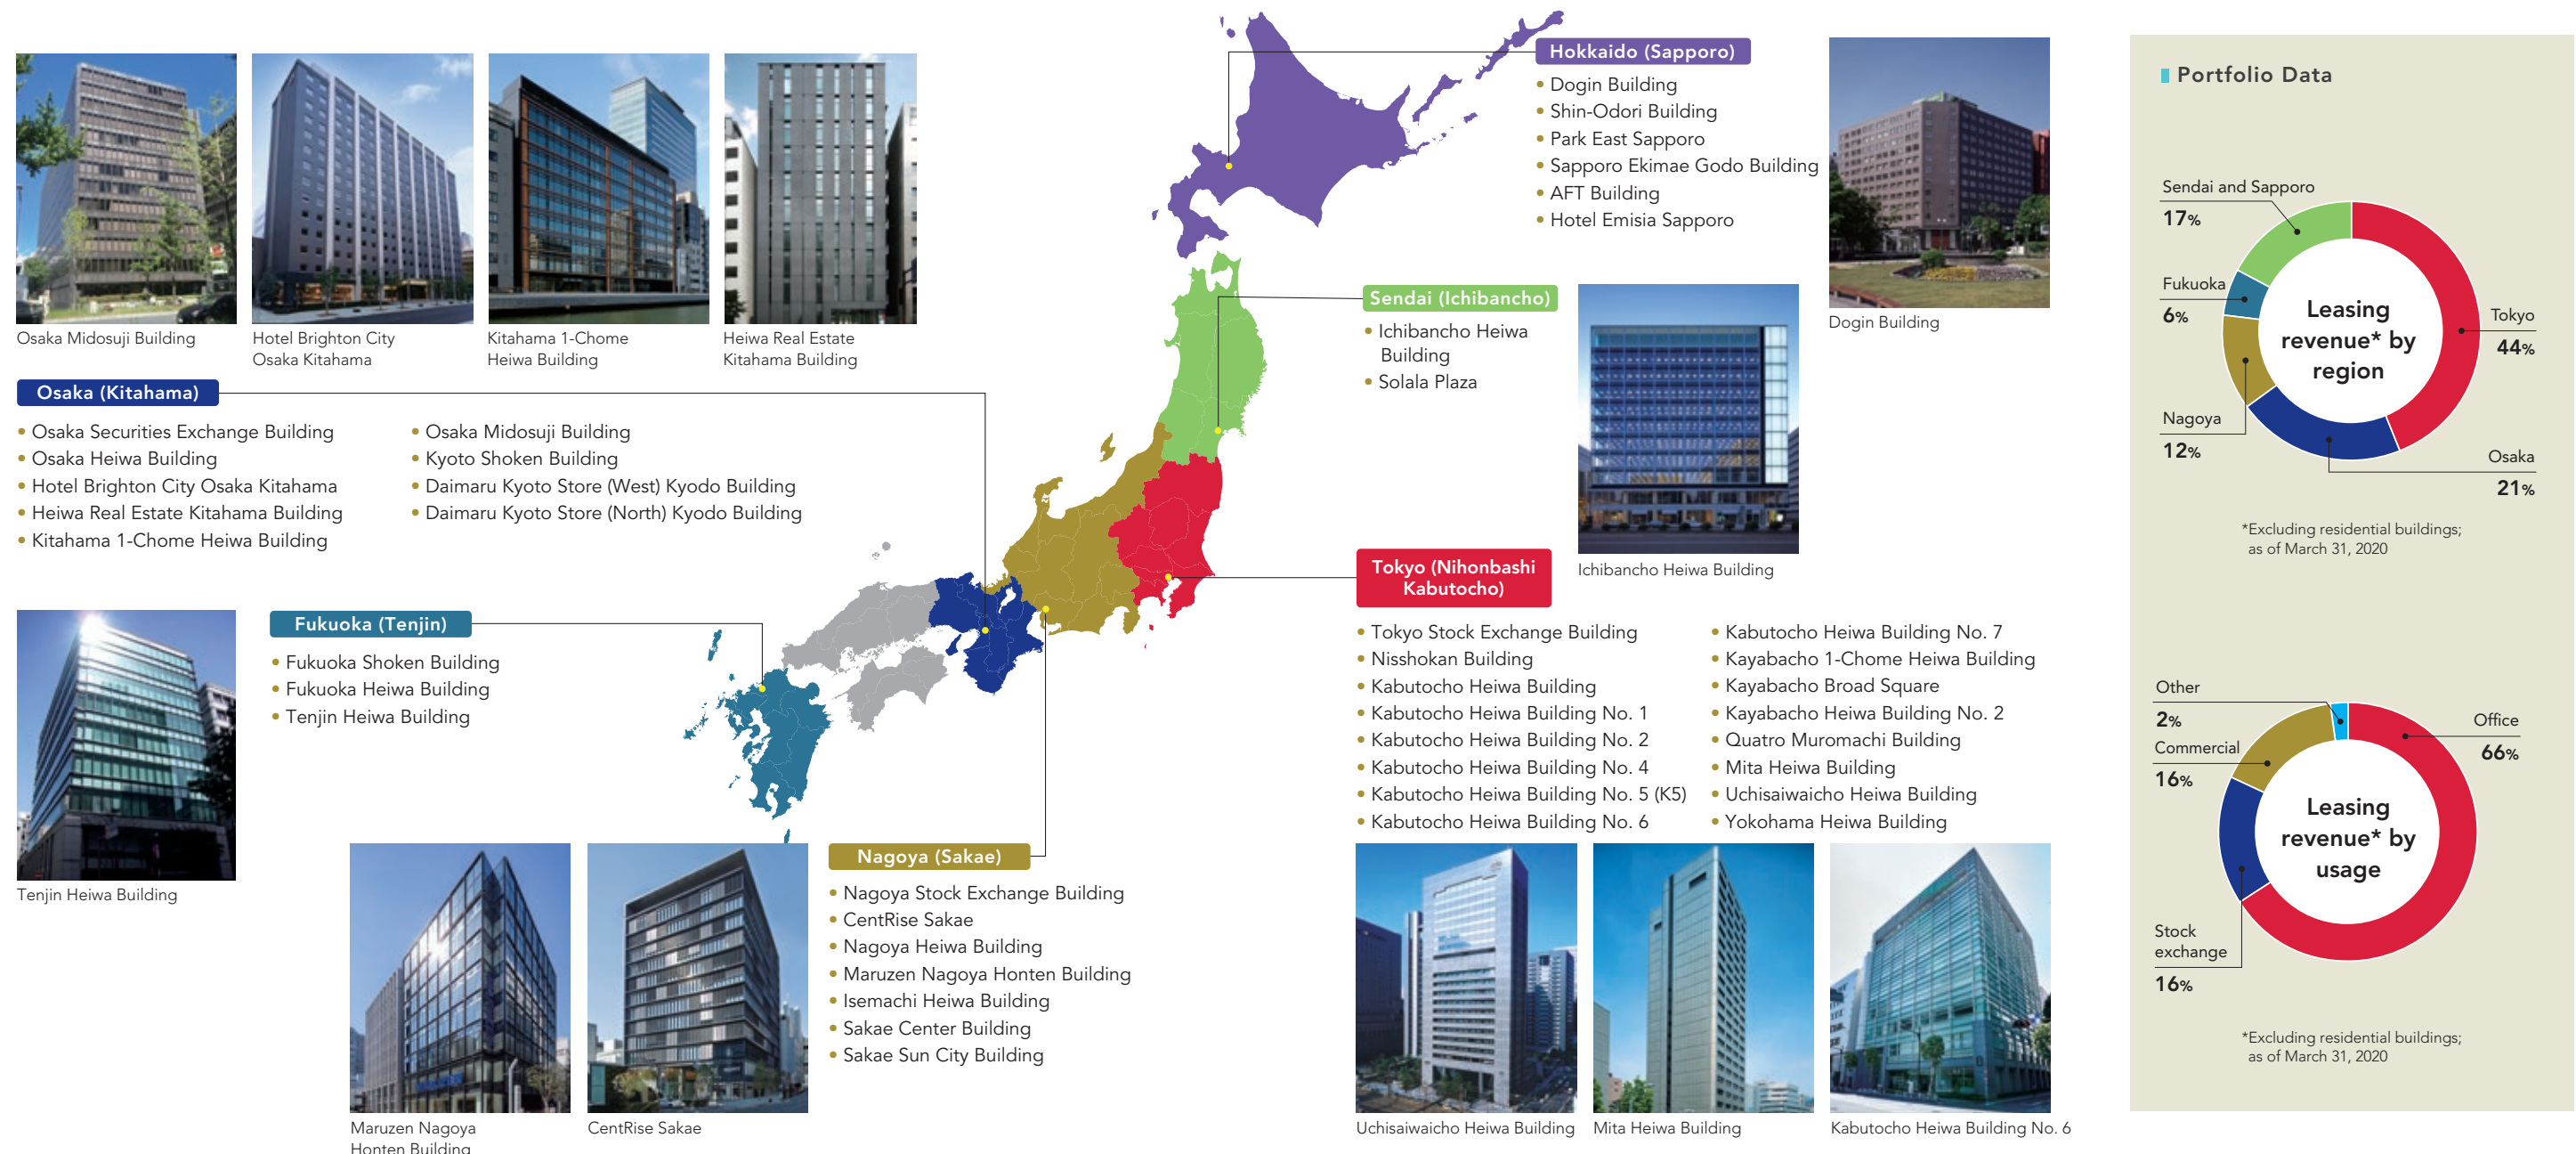 Osaka Midosuji Building
Hotel Brighton City
Osaka Kitahama
Kitahama 1-Chome
Heiwa Building
Heiwa Real Estate
Kitahama Building
Osaka (Kitahama)
• Osaka Securities Exchange Building
• Osaka Heiwa Building
• Hotel Brighton City Osaka Kitahama
• Heiwa Real Estate Kitahama Building
• Kitahama 1-Chome Heiwa Building
• Osaka Midosuji Building
• Kyoto Shoken Building
• Daimaru Kyoto Store (West) Kyodo Building
• Daimaru Kyoto Store (North) Kyodo Building
Tenjin Heiwa Building
Fukuoka (Tenjin)
• Fukuoka Shoken Building
• Fukuoka Heiwa Building
• Tenjin Heiwa Building
Maruzen Nagoya
Honten Building
CentRise Sakae
Nagoya (Sakae)
• Nagoya Stock Exchange Building
• CentRise Sakae
• Nagoya Heiwa Building
• Maruzen Nagoya Honten Building
• Isemachi Heiwa Building
• Sakae Center Building
• Sakae Sun City Building
Hokkaido (Sapporo)
• Dogin Building
• Shin-Odori Building
• Park East Sapporo
• Sapporo Ekimae Godo Building
• AFT Building
• Hotel Emisia Sapporo
Dogin Building
Sendai (Ichibancho)
• Ichibancho Heiwa
Building
• Solala Plaza
Ichibancho Heiwa Building
Tokyo (Nihonbashi
Kabutocho)
• Tokyo Stock Exchange Building
• Nisshokan Building
• Kabutocho Heiwa Building
• Kabutocho Heiwa Building No. 1
• Kabutocho Heiwa Building No. 2
• Kabutocho Heiwa Building No. 4
• Kabutocho Heiwa Building No. 5 (K5)
• Kabutocho Heiwa Building No. 6
• Kabutocho Heiwa Building No. 7
• Kayabacho 1-Chome Heiwa Building
• Kayabacho Broad Square
• Kayabacho Heiwa Building No. 2
• Quatro Muromachi Building
• Mita Heiwa Building
• Uchisaiwaicho Heiwa Building
• Yokohama Heiwa Building
Uchisaiwaicho Heiwa Building
Mita Heiwa Building
Kabutocho Heiwa Building No. 6
Portfolio Data
Leasing
revenue* by
region
Sendai and Sapporo
17%
Fukuoka
6%
Nagoya
12%
Tokyo
44%
Osaka
21%
*Excluding residential buildings;
as of March 31, 2020
Leasing
revenue* by
usage
Other
2%
Commercial
16%
Stock
exchange
16%
Office
66%
*Excluding residential buildings;
as of March 31, 2020